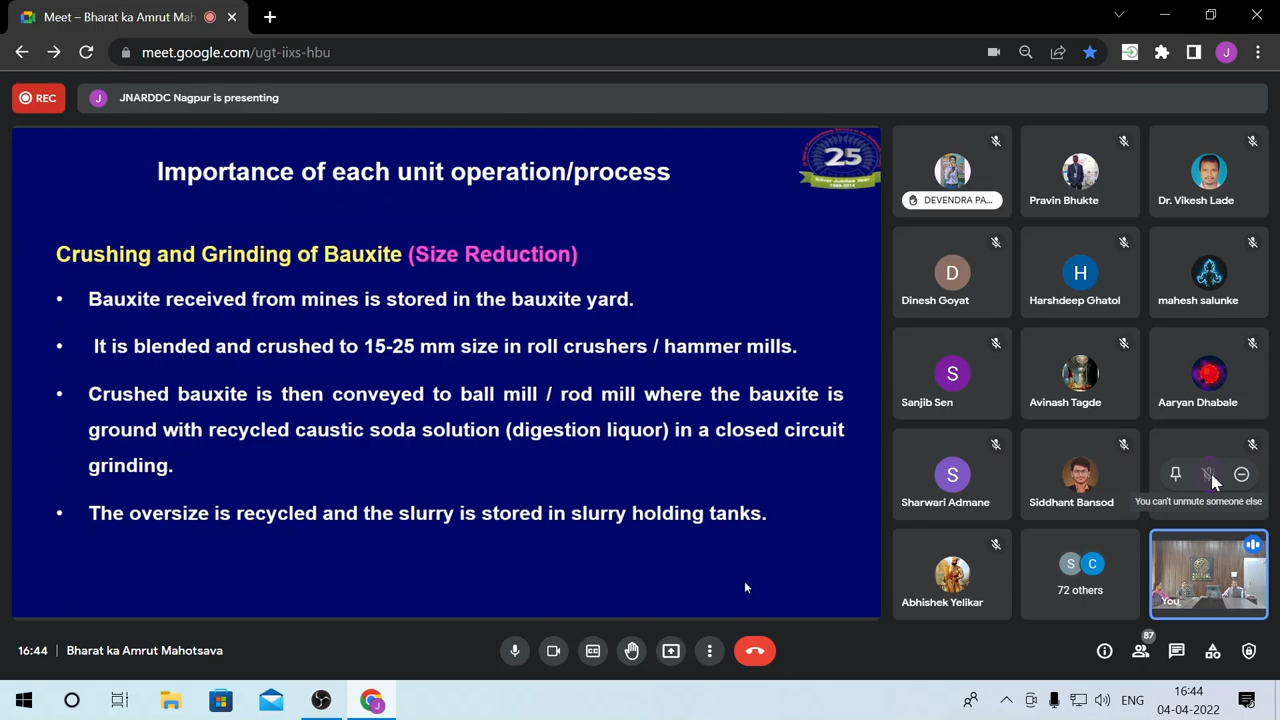 Meet – Bharat ka Amrut Mah
meet.google.com/ugt-iixs-hbu
J
REC
J
JNARDDC Nagpur is presenting
25
Silver Jubilee Year
1989-2014
Importance of each unit operation/process
Crushing and Grinding of Bauxite (Size Reduction)
• Bauxite received from mines is stored in the bauxite yard.
• It is blended and crushed to 15-25 mm size in roll crushers / hammer mills.
• Crushed bauxite is then conveyed to ball mill / rod mill where the bauxite is
ground with recycled caustic soda solution (digestion liquor) in a closed circuit
grinding.
• The oversize is recycled and the slurry is stored in slurry holding tanks.
DEVENDRA PA...
Pravin Bhukte
Dr. Vikesh Lade
D
Dinesh Goyat
H
Harshdeep Ghatol
mahesh salunke
S
Sanjib Sen
Avinash Tagde
Aaryan Dhabale
S
Sharwari Admane
Siddhant Bansod
You can't unmute someone else
Abhishek Yelikar
S C
72 others
You
16:44 Bharat ka Amrut Mahotsava
87
ENG
16:44
04-04-2022